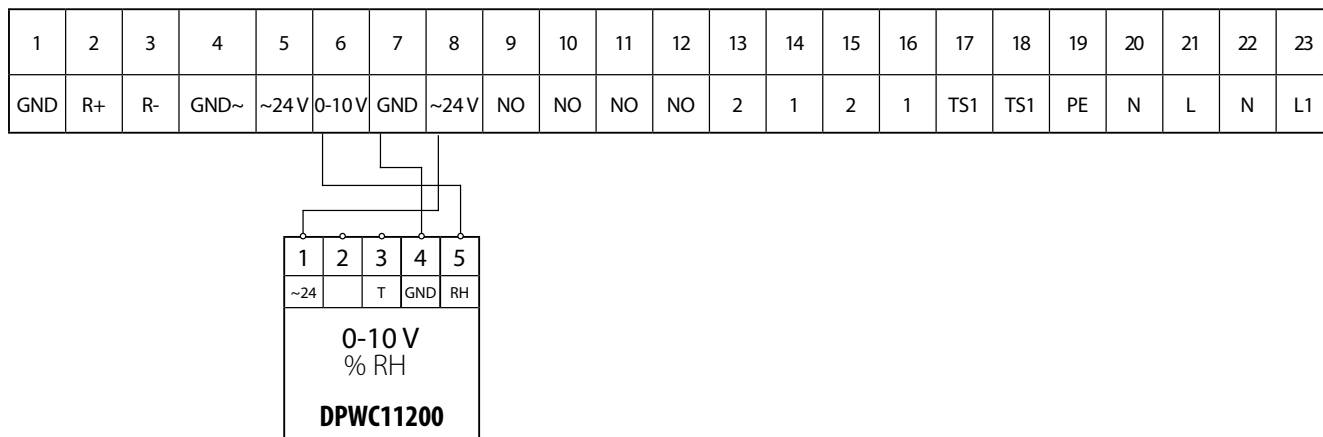 1 2 3 4 5 6 7 8 9 10 11 12 13 14 15 16 17 18 19 20 21 22 23
GND R+ R- GND~ ~24 V 0-10 V GND ~24 V NO NO NO NO 2 1 2 1 TS1 TS1 PE N L N L1
1 2 3 4 5
~24 T GND RH
0-10 V
% RH
DPWC11200